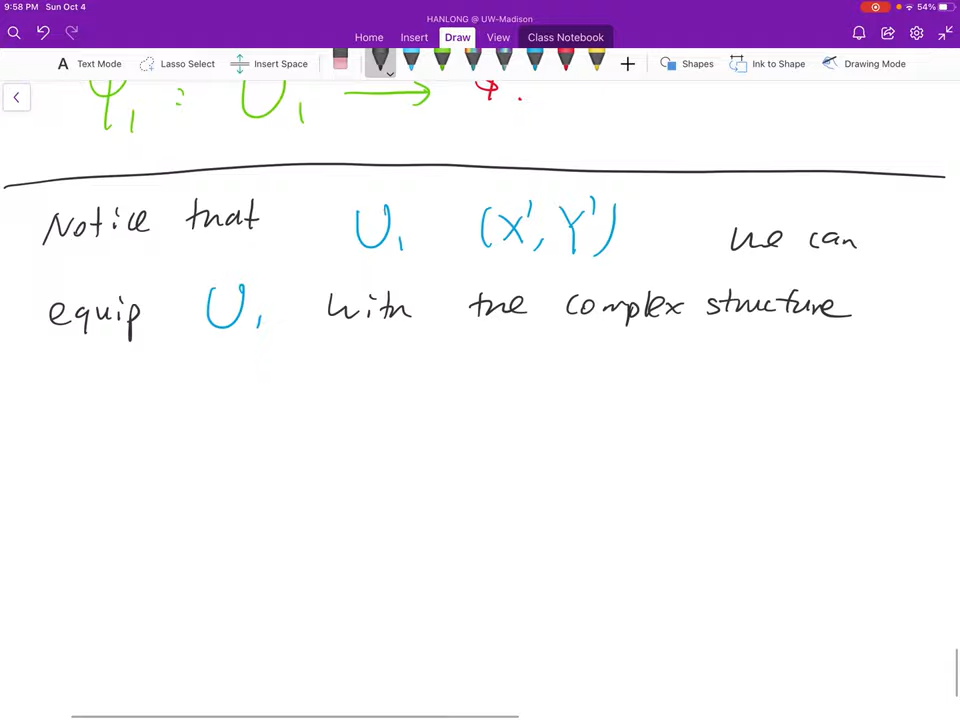 9:58 PM Sun Oct 4 54%
HANLONG @ UW-Madison
Home Insert Draw View Class Notebook
A Text Mode Lasso Select Insert Space Shapes Ink to Shape Drawing Mode
φ₁ : U₁ → ¢.
Notice that U₁ (X', Y') We can
equip U₁ with the complex structure